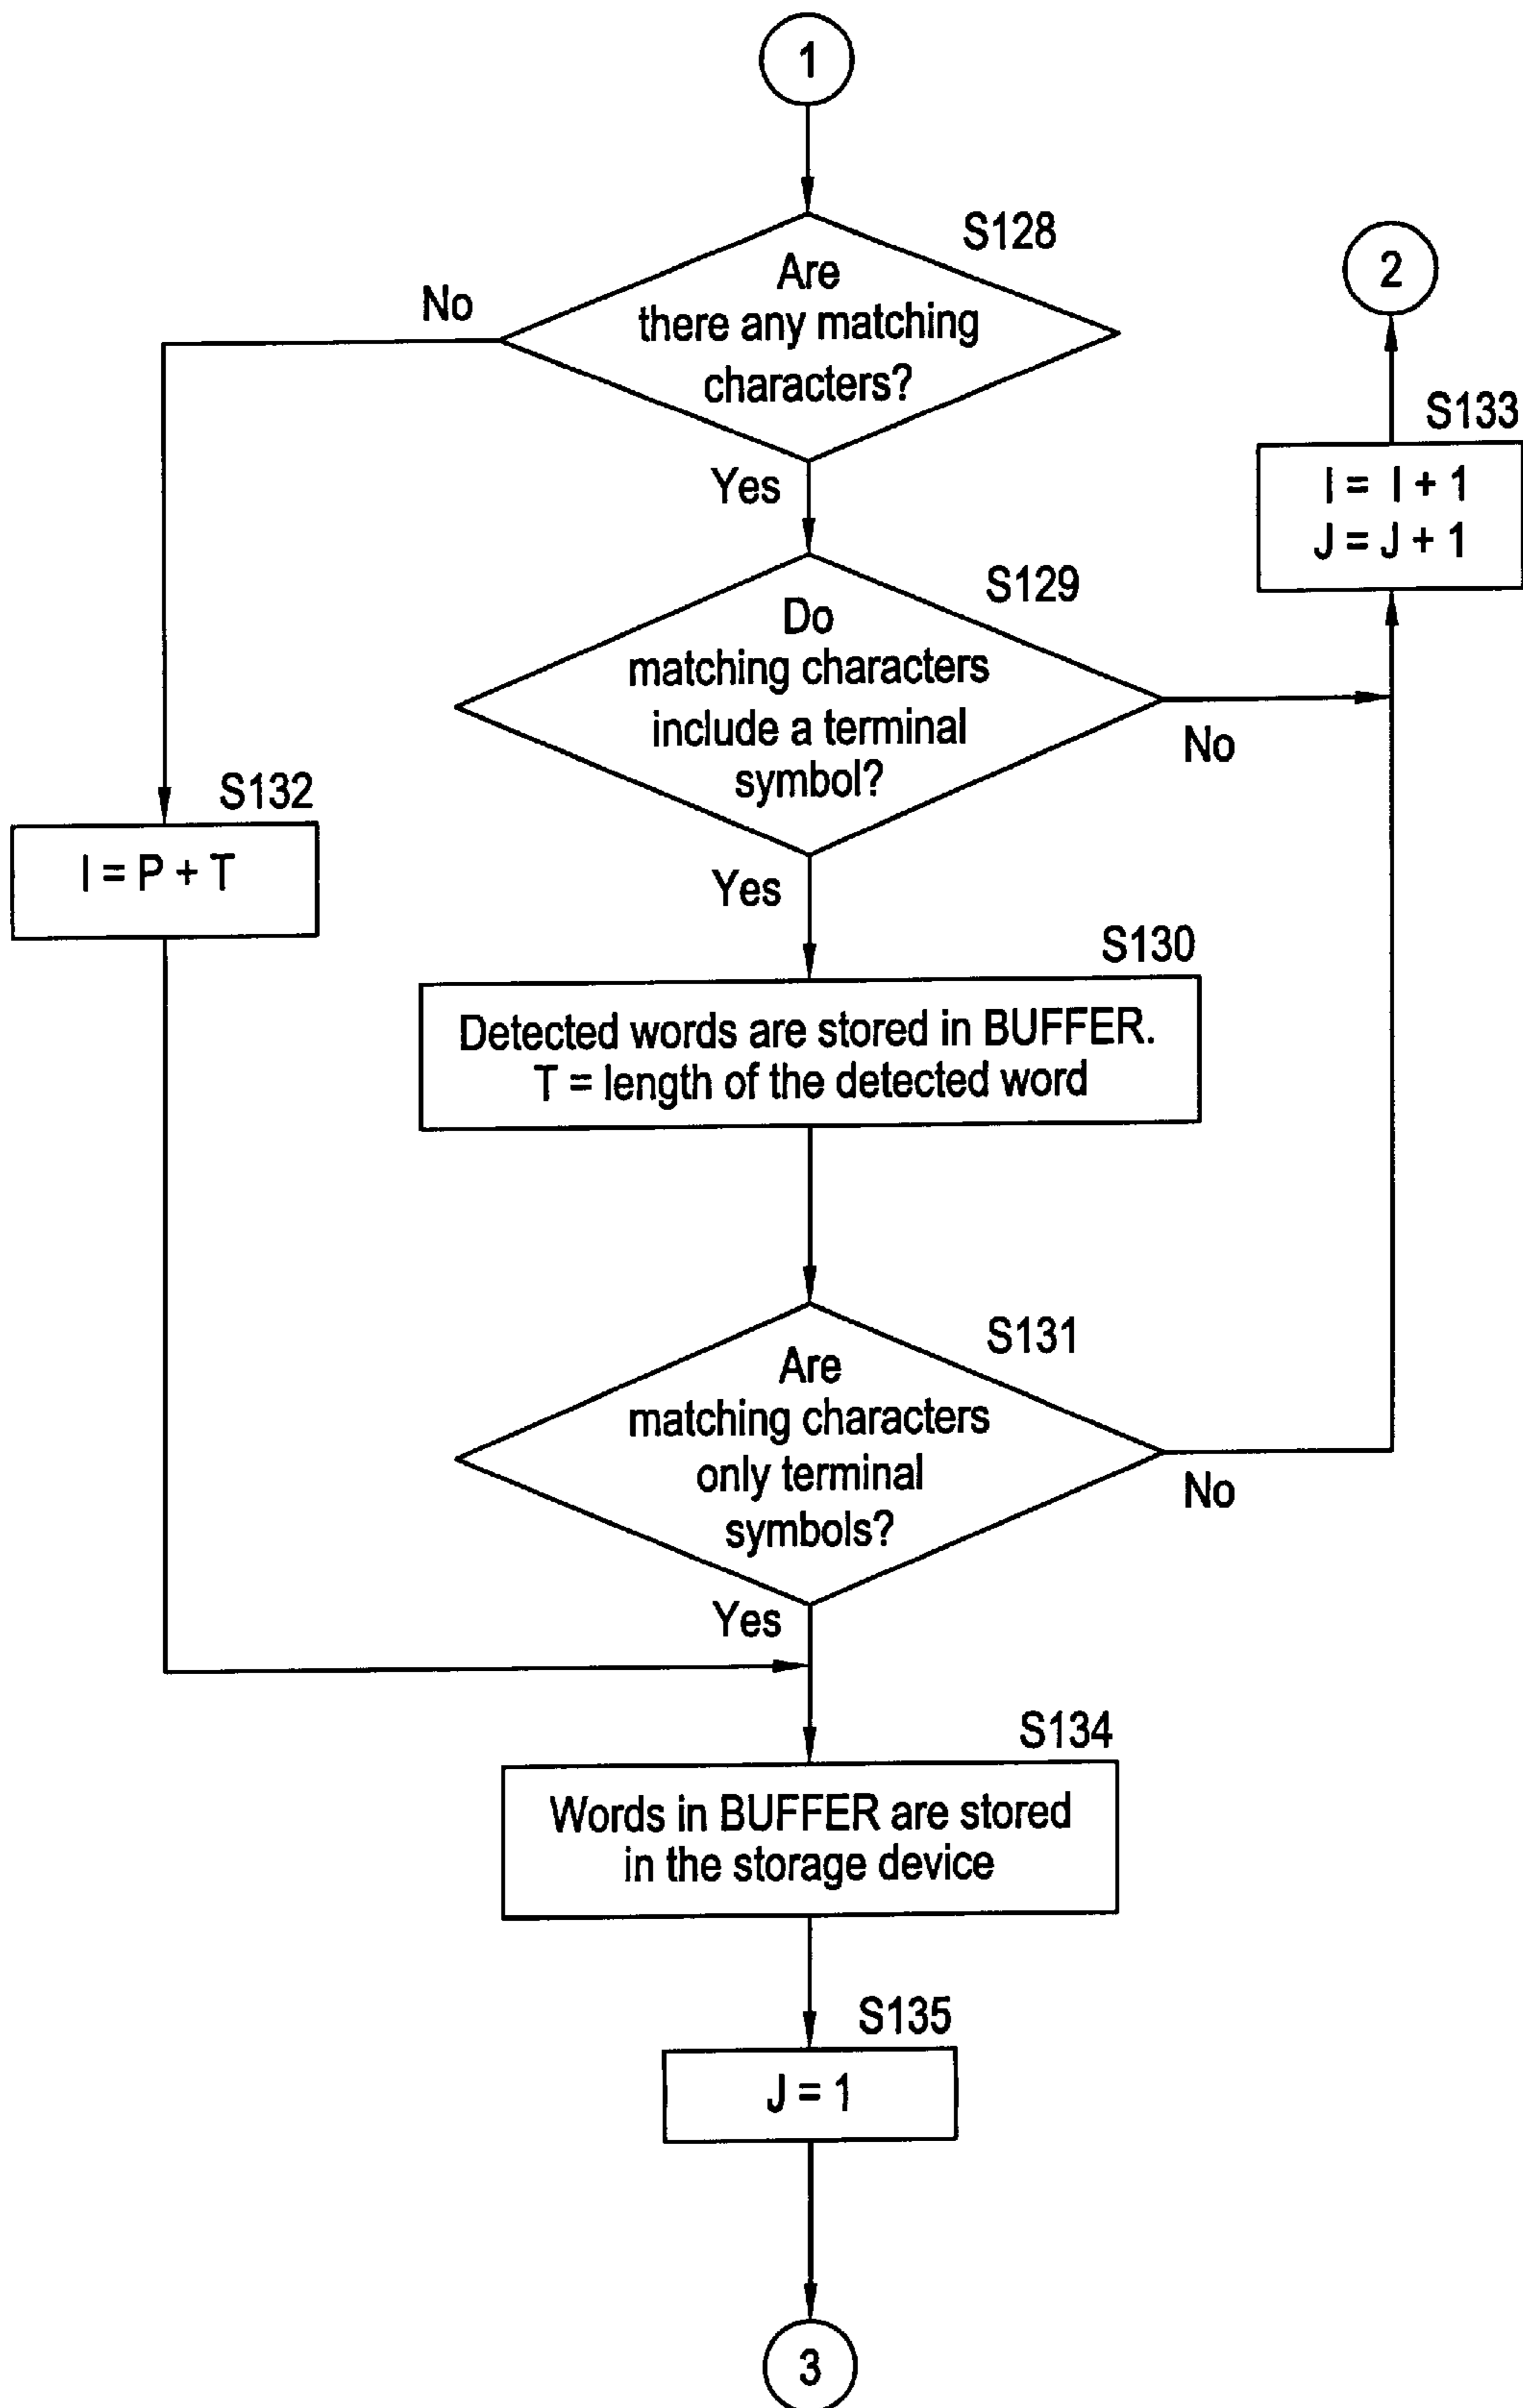 1
S128
Are
there any matching
characters?
No
Yes
2
S133
I = I + 1
J = J + 1
S129
Do
matching characters
include a terminal
symbol?
No
Yes
S132
I = P + T
S130
Detected words are stored in BUFFER.
T = length of the detected word
S131
Are
matching characters
only terminal
symbols?
No
Yes
S134
Words in BUFFER are stored
in the storage device
S135
J = 1
3